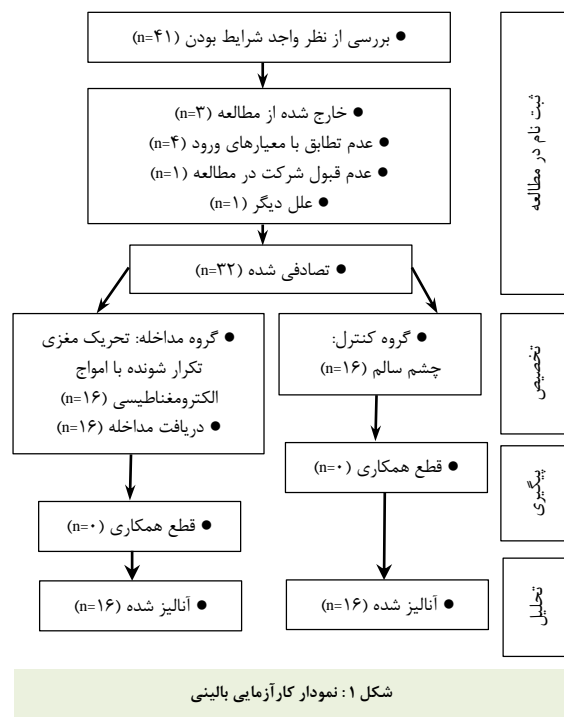 ● بررسی از نظر واجد شرایط بودن (n=۴۱)
● خارج شده از مطالعه (n=۳)
● عدم تطابق با معیارهای ورود (n=۴)
● عدم قبول شرکت در مطالعه (n=۱)
● علل دیگر (n=۱)
ثبت نام در مطالعه
● تصادفی شده (n=۳۲)
● گروه کنترل:
چشم سالم (n=۱۶)
● گروه مداخله: تحریک مغزی
تکرار شونده با امواج
الکترومغناطیسی (n=۱۶)
● دریافت مداخله (n=۱۶)
تخصیص
● قطع همکاری (n=۰)
● قطع همکاری (n=۰)
پیگیری
● آنالیز شده (n=۱۶)
● آنالیز شده (n=۱۶)
تحلیل
شکل ۱: نمودار کارآزمایی بالینی